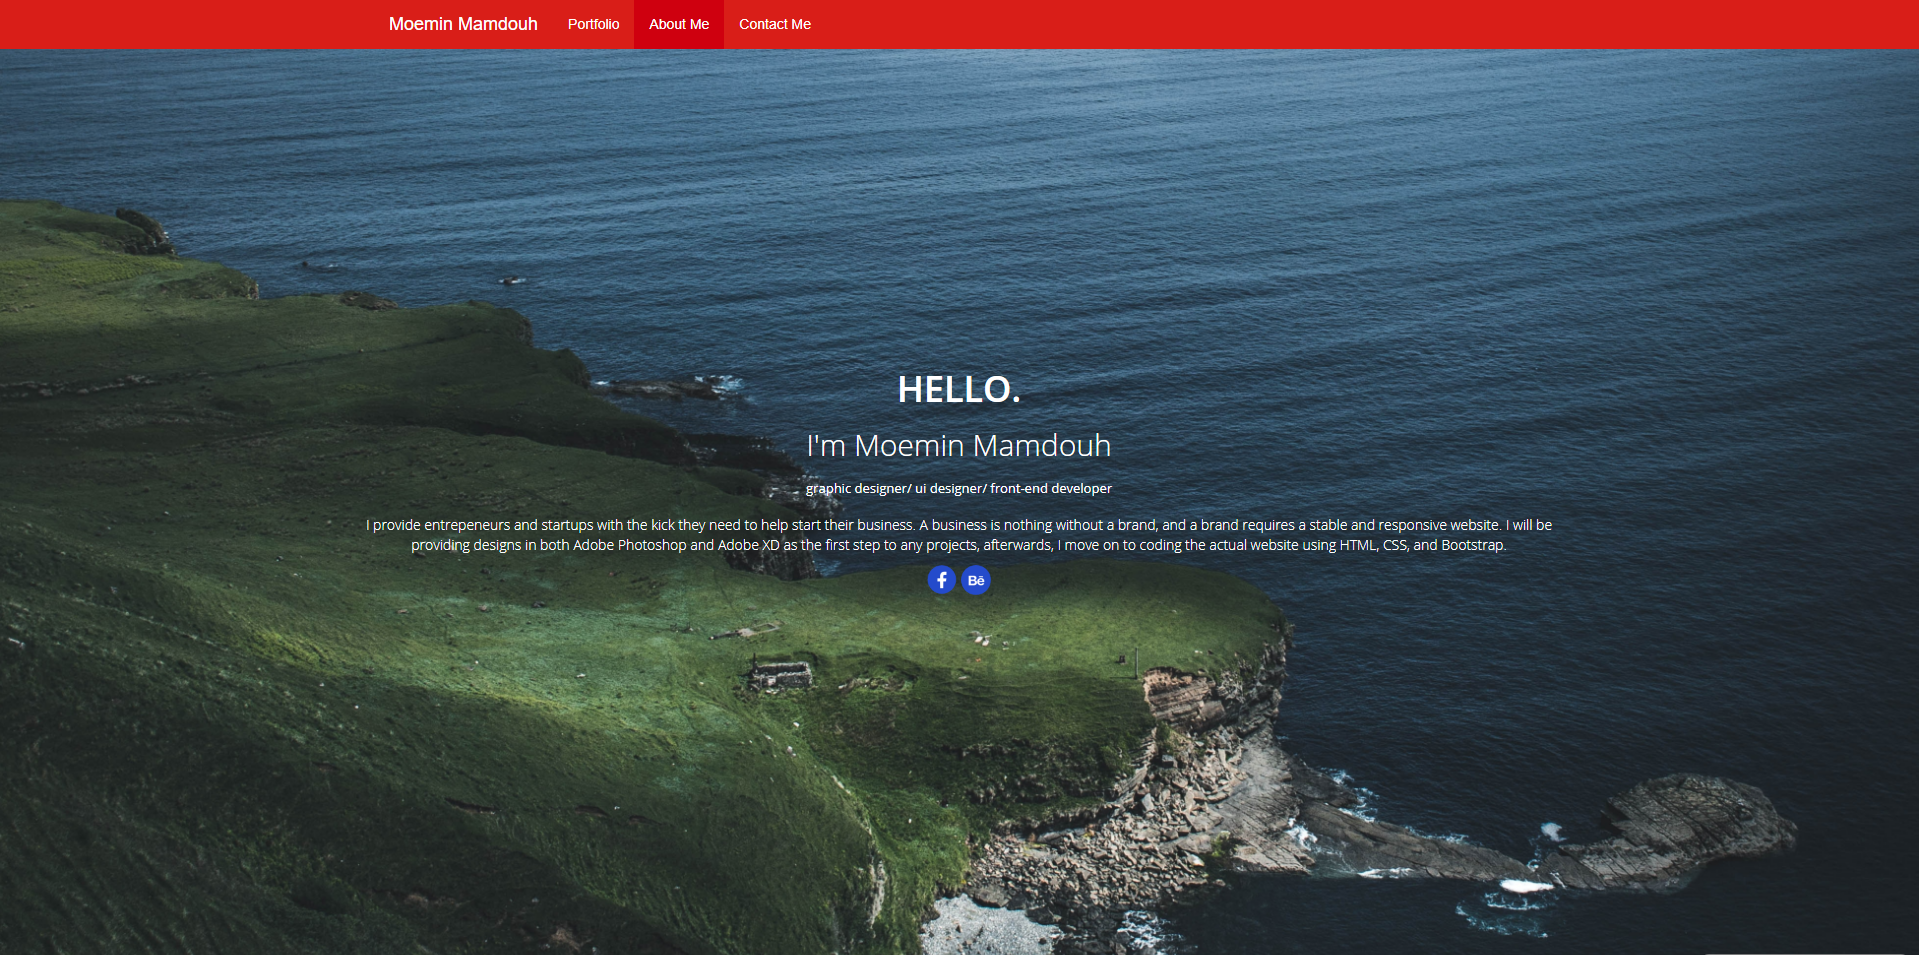 Moemin Mamdouh Portfolio About Me Contact Me
HELLO.
I'm Moemin Mamdouh
graphic designer/ ui designer/ front-end developer
I provide entrepeneurs and startups with the kick they need to help start their business. A business is nothing without a brand, and a brand requires a stable and responsive website. I will be
providing designs in both Adobe Photoshop and Adobe XD as the first step to any projects, afterwards, I move on to coding the actual website using HTML, CSS, and Bootstrap.
f Bē